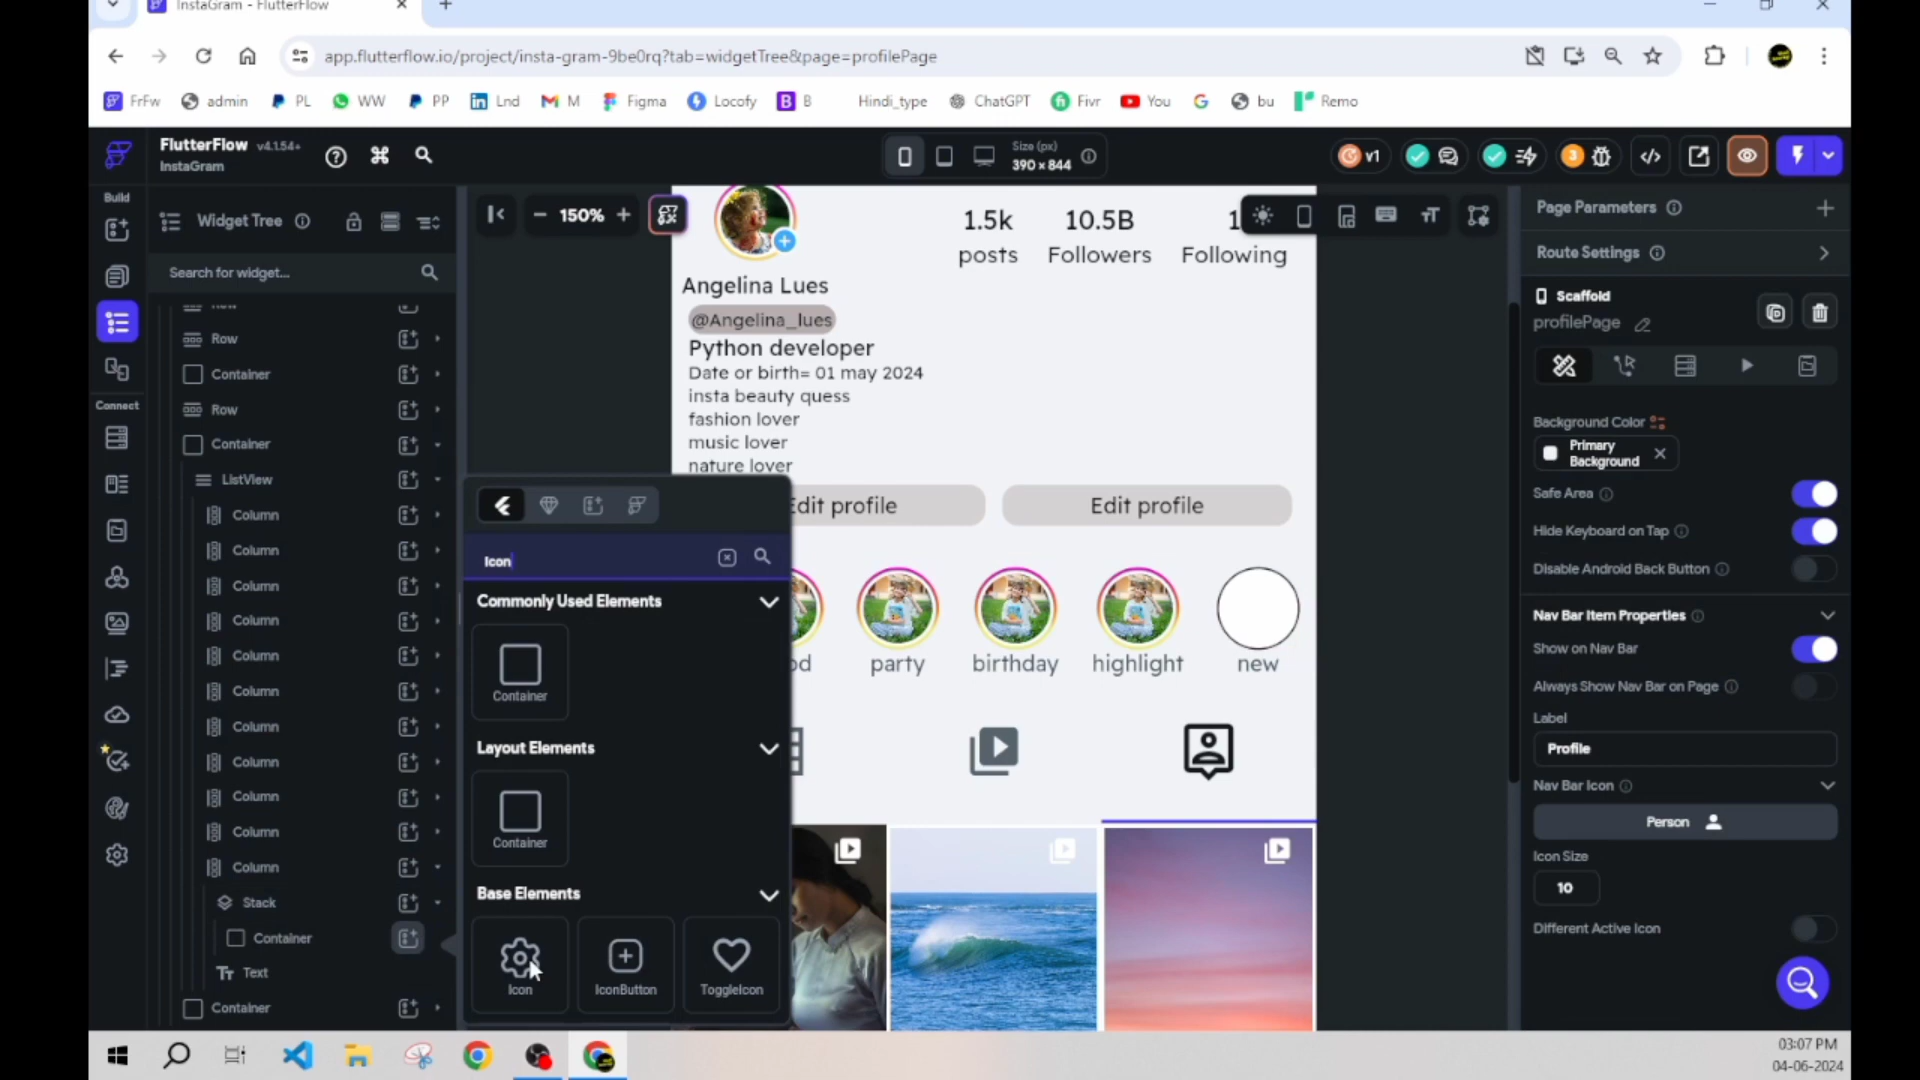 InstaGram - FlutterFlow
app.flutterflow.io/project/insta-gram-9be0rq?tab=widgetTree&page=profilePage
FrFw
admin
PL
WW
PP
Lnd
M
Figma
Locofy
B
Hindi_type
ChatGPT
Fivr
You
bu
Remo
FlutterFlow v4.1.54+
InstaGram
Size (px)
390 × 844
v1
3
Build
Connect
Widget Tree
Search for widget...
Row
Container
Row
Container
ListView
Column
Column
Column
Column
Column
Column
Column
Column
Column
Column
Column
Stack
Container
Text
Container
150%
1.5k
posts
10.5B
Followers
1
Following
Angelina Lues
@Angelina_lues
Python developer
Date or birth= 01 may 2024
insta beauty quess
fashion lover
music lover
nature lover
Edit profile
Edit profile
od
party
birthday
highlight
new
Icon
Commonly Used Elements
Container
Layout Elements
Container
Base Elements
Icon
IconButton
ToggleIcon
Page Parameters
Route Settings
Scaffold
profilePage
Background Color
Primary
Background
Safe Area
Hide Keyboard on Tap
Disable Android Back Button
Nav Bar Item Properties
Show on Nav Bar
Always Show Nav Bar on Page
Label
Profile
Nav Bar Icon
Person
Icon Size
10
Different Active Icon
03:07 PM
04-06-2024